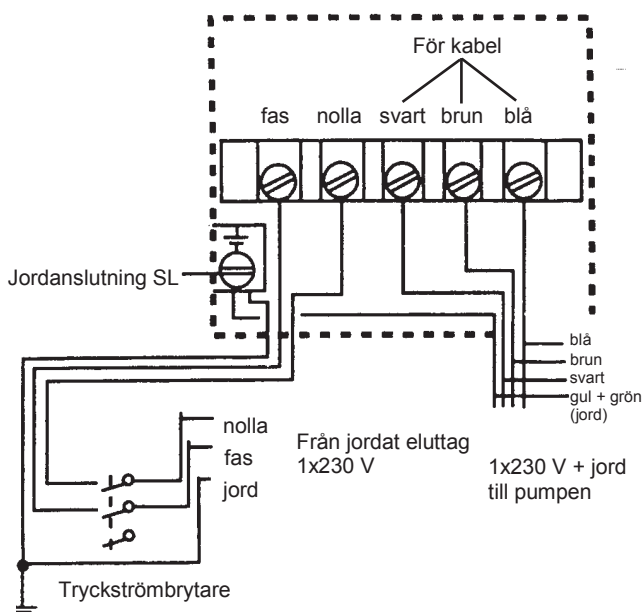 För kabel
fas nolla svart brun blå
Jordanslutning SL
blå
brun
svart
gul + grön
(jord)
nolla
fas
jord
Från jordat eluttag
1x230 V
1x230 V + jord
till pumpen
Tryckströmbrytare